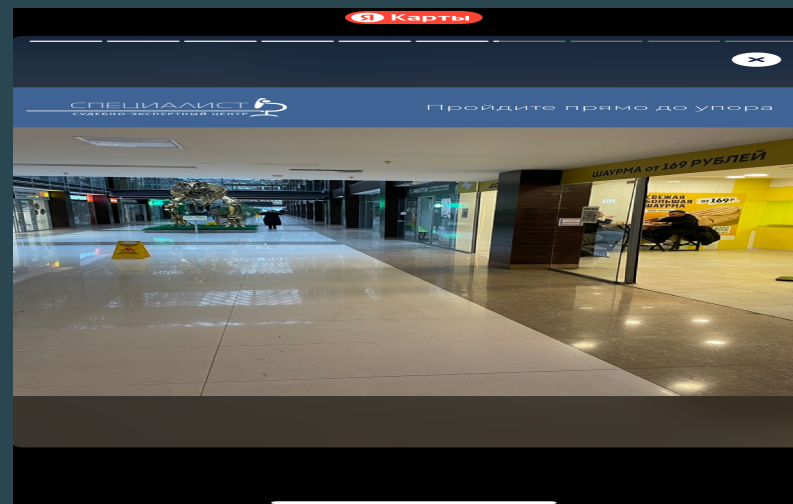 Я Карты
СПЕЦИАЛИСТ
СУДЕБНО-ЭКСПЕРТНЫЙ ЦЕНТР
Пройдите прямо до упора
ШАУРМА от 169 РУБЛЕЙ
СВЕЖАЯ
БОЛЬШАЯ
ШАУРМА
от 169₽